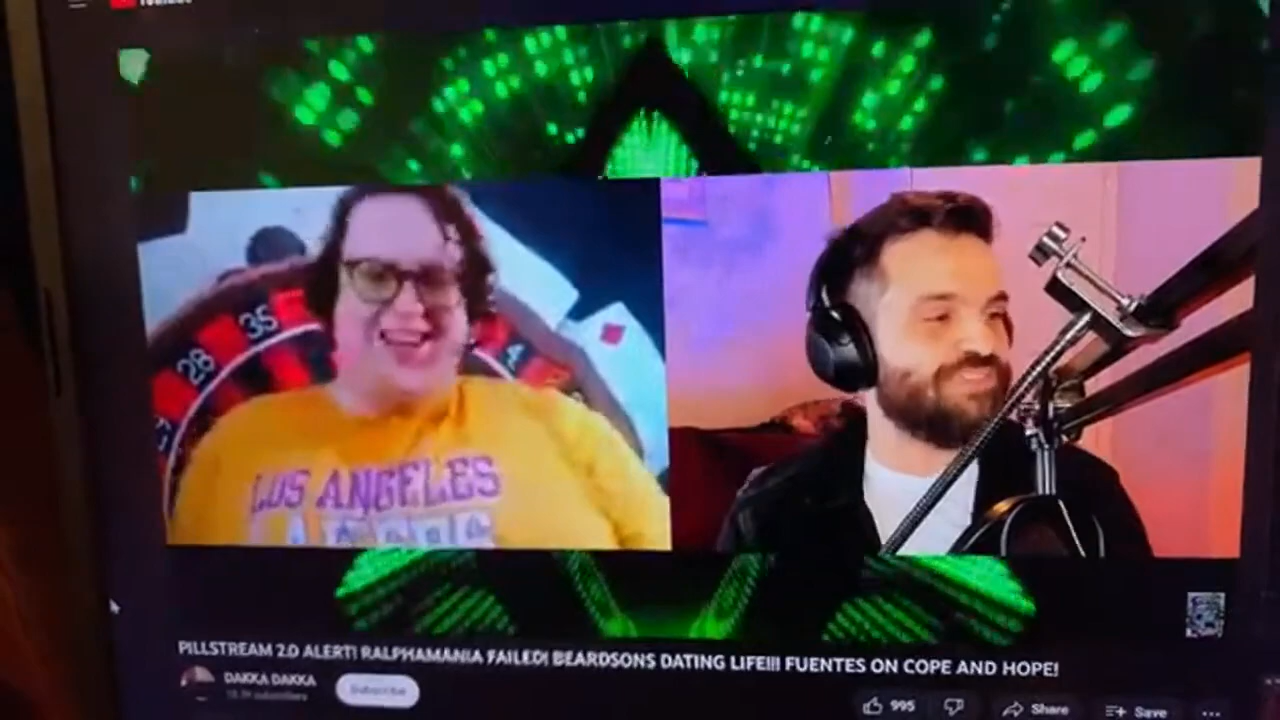 YouTube
35
28
LOS ANGELES
PILLSTREAM 2.0 ALERT! RALPHAMANIA FAILED! BEARDSONS DATING LIFE!!! FUENTES ON COPE AND HOPE!
DAKKA DAKKA
Subscribe
995
Share
Save